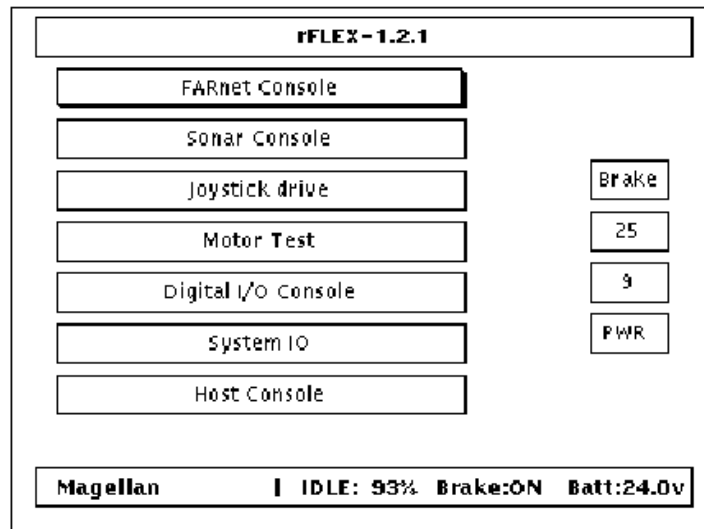 rFLEX-1.2.1
FARnet Console
Sonar Console
Joystick drive
Motor Test
Digital I/O Console
System IO
Host Console
Brake
25
9
PWR
Magellan | IDLE: 93% Brake:ON Batt:24.0v